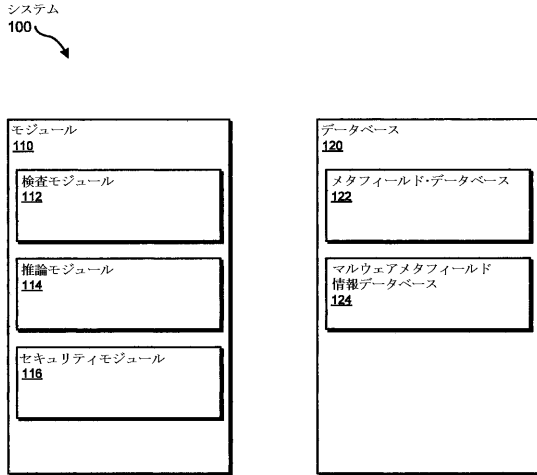 システム
100
モジュール
110
検査モジュール
112
推論モジュール
114
セキュリティモジュール
116
データベース
120
メタフィールド・データベース
122
マルウェアメタフィールド
情報データベース
124